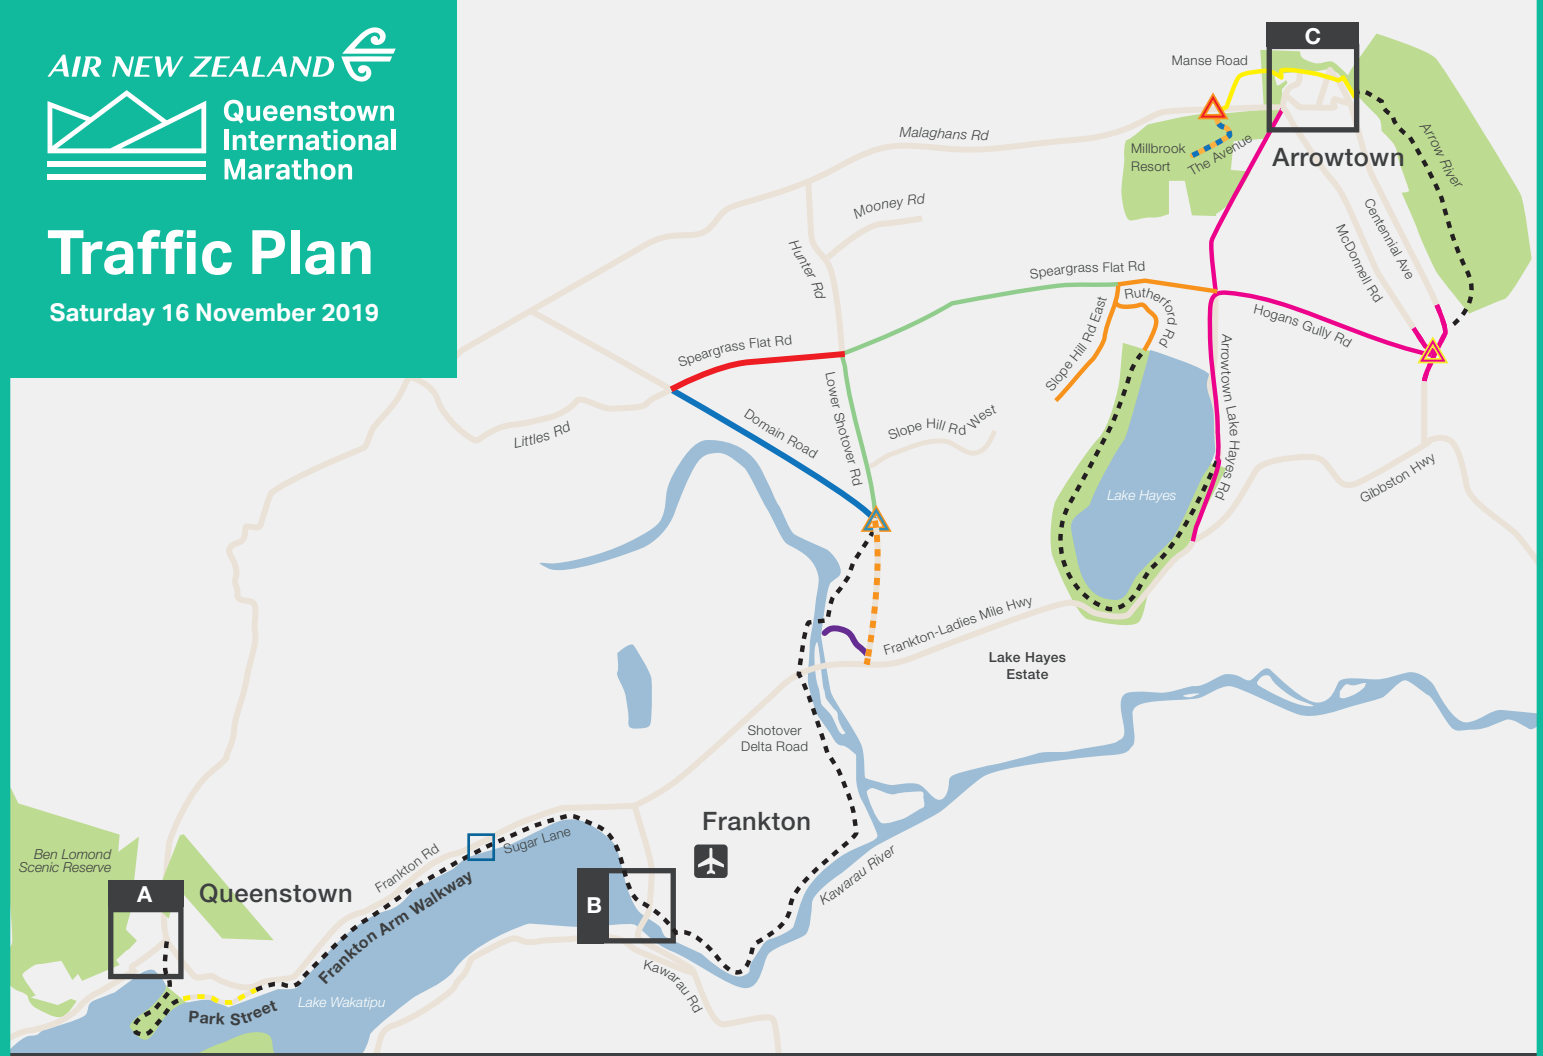 AIR NEW ZEALAND
Queenstown
International
Marathon
Traffic Plan
Saturday 16 November 2019
C
Manse Road
Malaghans Rd
Millbrook
Resort
The Avenue
Arrowtown
Arrow River
Mooney Rd
Hunter Rd
Centennial Ave
McDonnell Rd
Speargrass Flat Rd
Rutherford Rd
Slope Hill Rd East
Hogans Gully Rd
Speargrass Flat Rd
Arrowtown Lake Hayes Rd
Lower Shotover Rd
Domain Road
Littles Rd
Slope Hill Rd West
Gibbston Hwy
Lake Hayes
Frankton-Ladies Mile Hwy
Lake Hayes
Estate
Shotover
Delta Road
Frankton
Sugar Lane
Frankton Rd
Frankton Arm Walkway
Kawarau River
Ben Lomond
Scenic Reserve
A
Queenstown
B
Kawarau Rd
Lake Wakatipu
Park Street